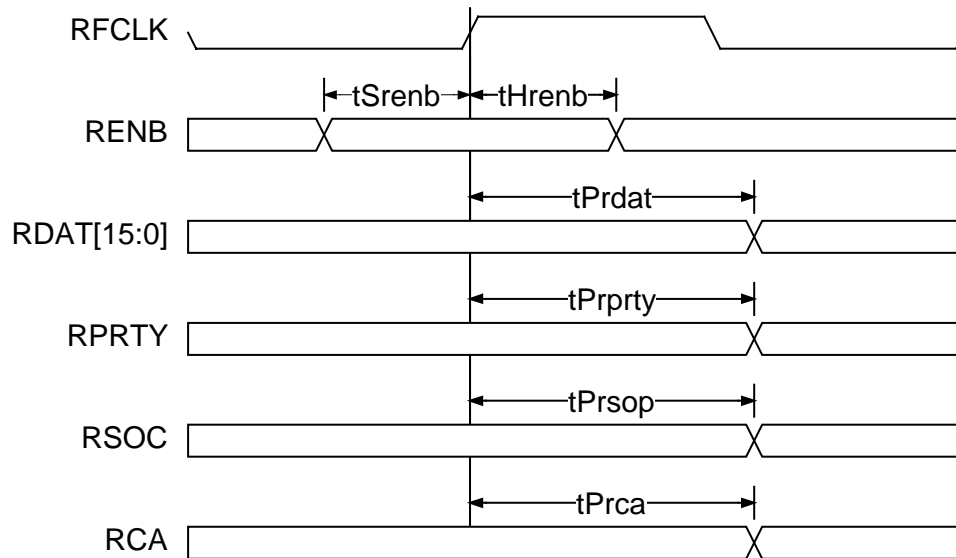 RFCLK
tSrenb tHrenb
RENB
tPrdat
RDAT[15:0]
tPrprty
RPRTY
tPrsop
RSOC
tPrca
RCA